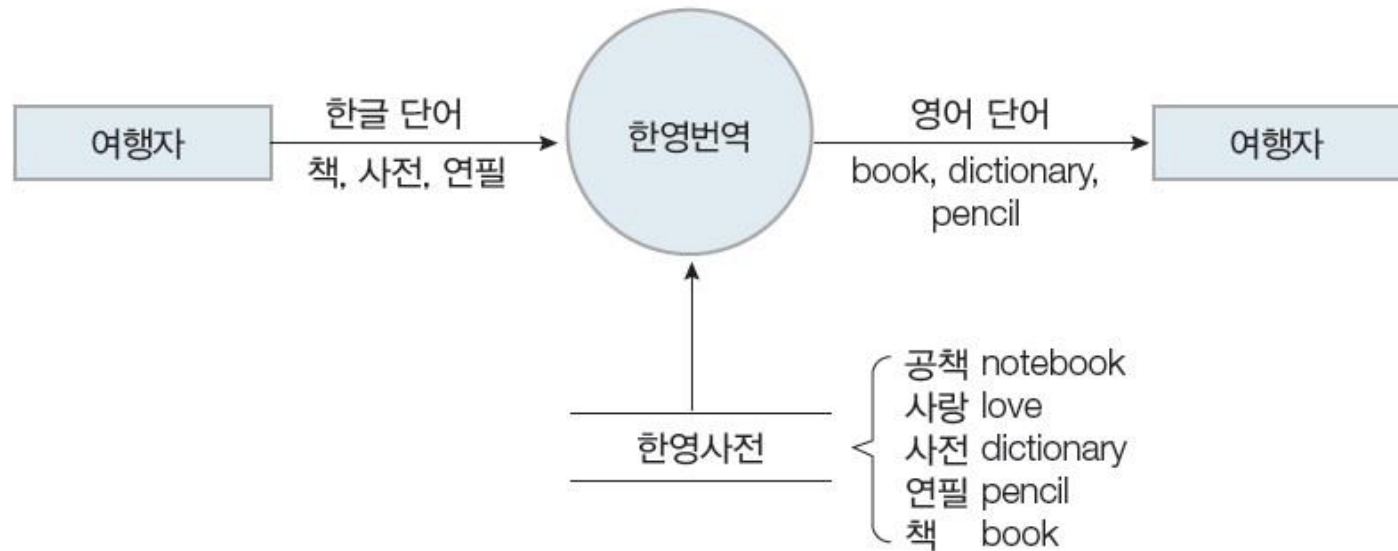 여행자
한글 단어
책, 사전, 연필
한영번역
영어 단어
book, dictionary,
pencil
여행자
한영사전
공책 notebook
사랑 love
사전 dictionary
연필 pencil
책 book